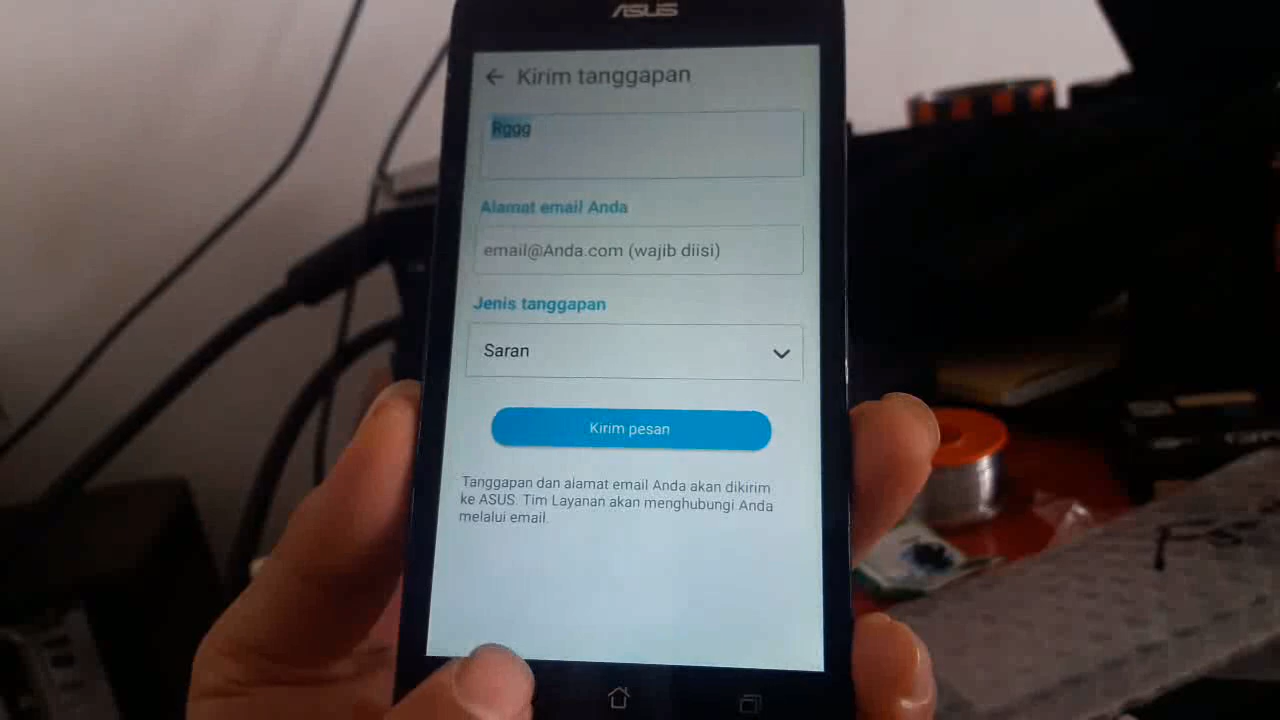 ASUS
Kirim tanggapan
Rggg
Alamat email Anda
email@Anda.com (wajib diisi)
Jenis tanggapan
Saran
Kirim pesan
Tanggapan dan alamat email Anda akan dikirim
ke ASUS. Tim Layanan akan menghubungi Anda
melalui email.